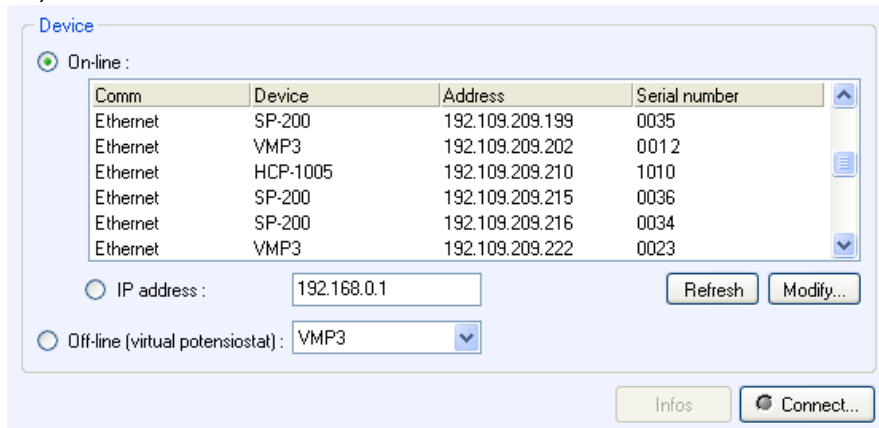 Device
On-line :
Comm Device Address Serial number
Ethernet SP-200 192.109.209.199 0035
Ethernet VMP3 192.109.209.202 0012
Ethernet HCP-1005 192.109.209.210 1010
Ethernet SP-200 192.109.209.215 0036
Ethernet SP-200 192.109.209.216 0034
Ethernet VMP3 192.109.209.222 0023
IP address : 192.168.0.1 Refresh Modify...
Off-line (virtual potensiostat) : VMP3
Infos Connect...